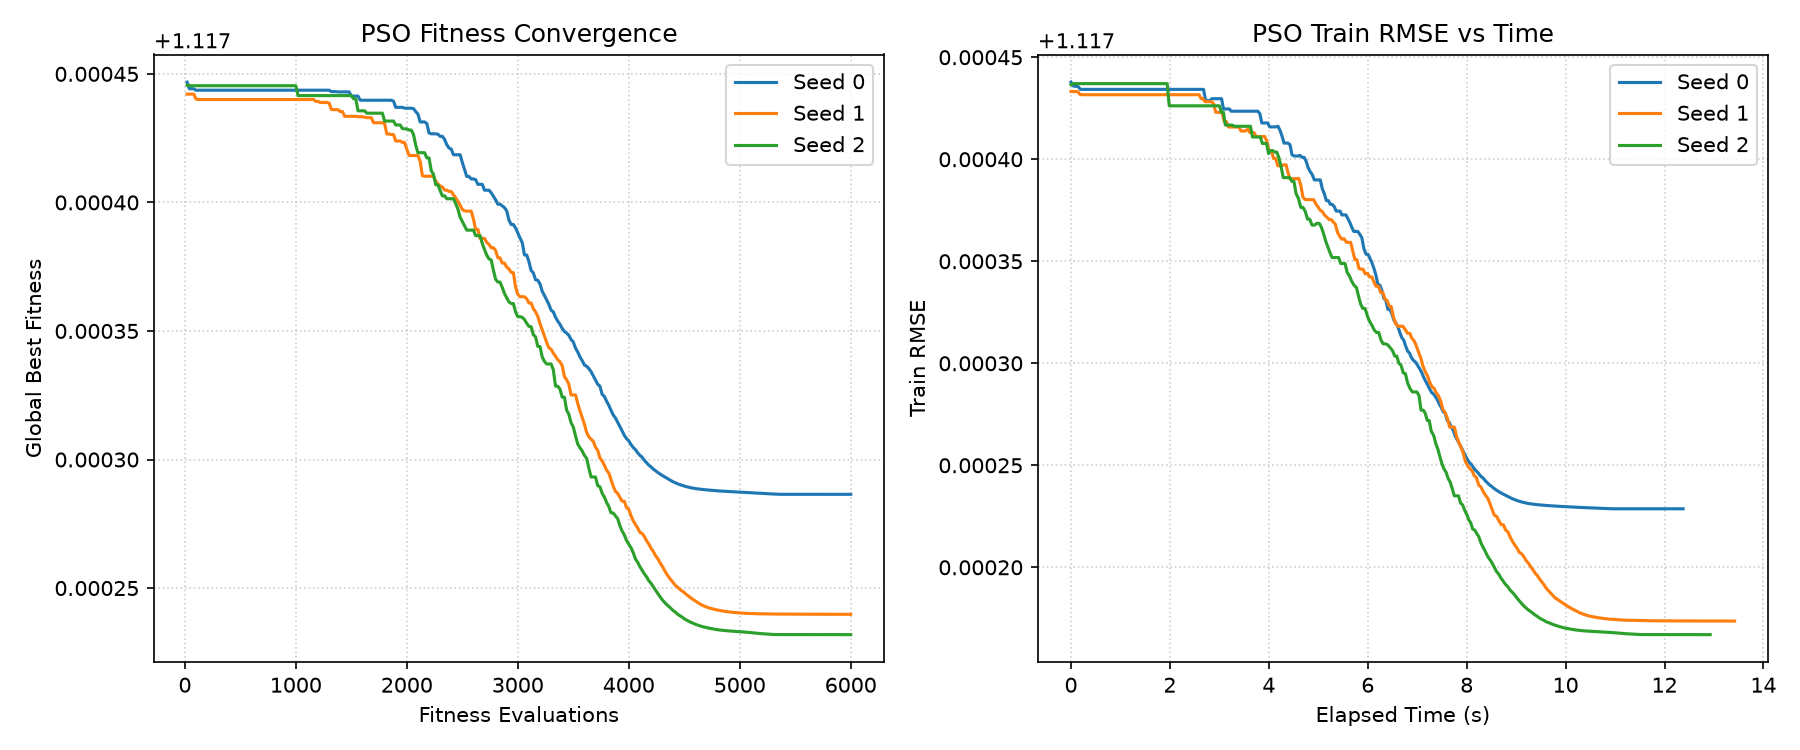 PSO Fitness Convergence
+1.117
0.00045
0.00040
0.00035
0.00030
0.00025
Global Best Fitness
0 1000 2000 3000 4000 5000 6000
Fitness Evaluations
Seed 0
Seed 1
Seed 2
PSO Train RMSE vs Time
+1.117
0.00045
0.00040
0.00035
0.00030
0.00025
0.00020
Train RMSE
0 2 4 6 8 10 12 14
Elapsed Time (s)
Seed 0
Seed 1
Seed 2